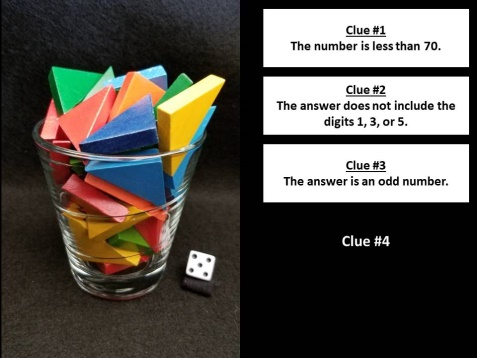 Clue #1
The number is less than 70.
Clue #2
The answer does not include the
digits 1, 3, or 5.
Clue #3
The answer is an odd number.
Clue #4